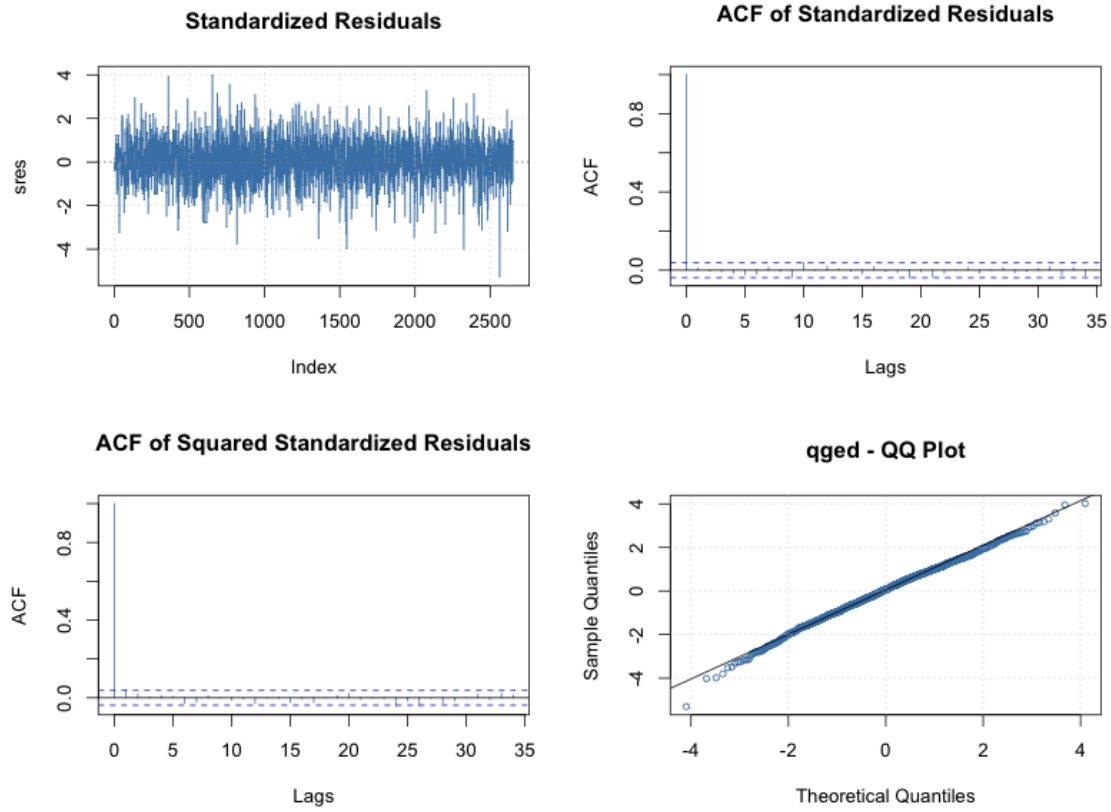 Standardized Residuals
sres
4
2
0
-2
-4
0 500 1000 1500 2000 2500
Index
ACF of Standardized Residuals
ACF
0.8
0.4
0.0
0 5 10 15 20 25 30 35
Lags
ACF of Squared Standardized Residuals
ACF
0.8
0.4
0.0
0 5 10 15 20 25 30 35
Lags
qged - QQ Plot
Sample Quantiles
4
2
0
-2
-4
-4 -2 0 2 4
Theoretical Quantiles